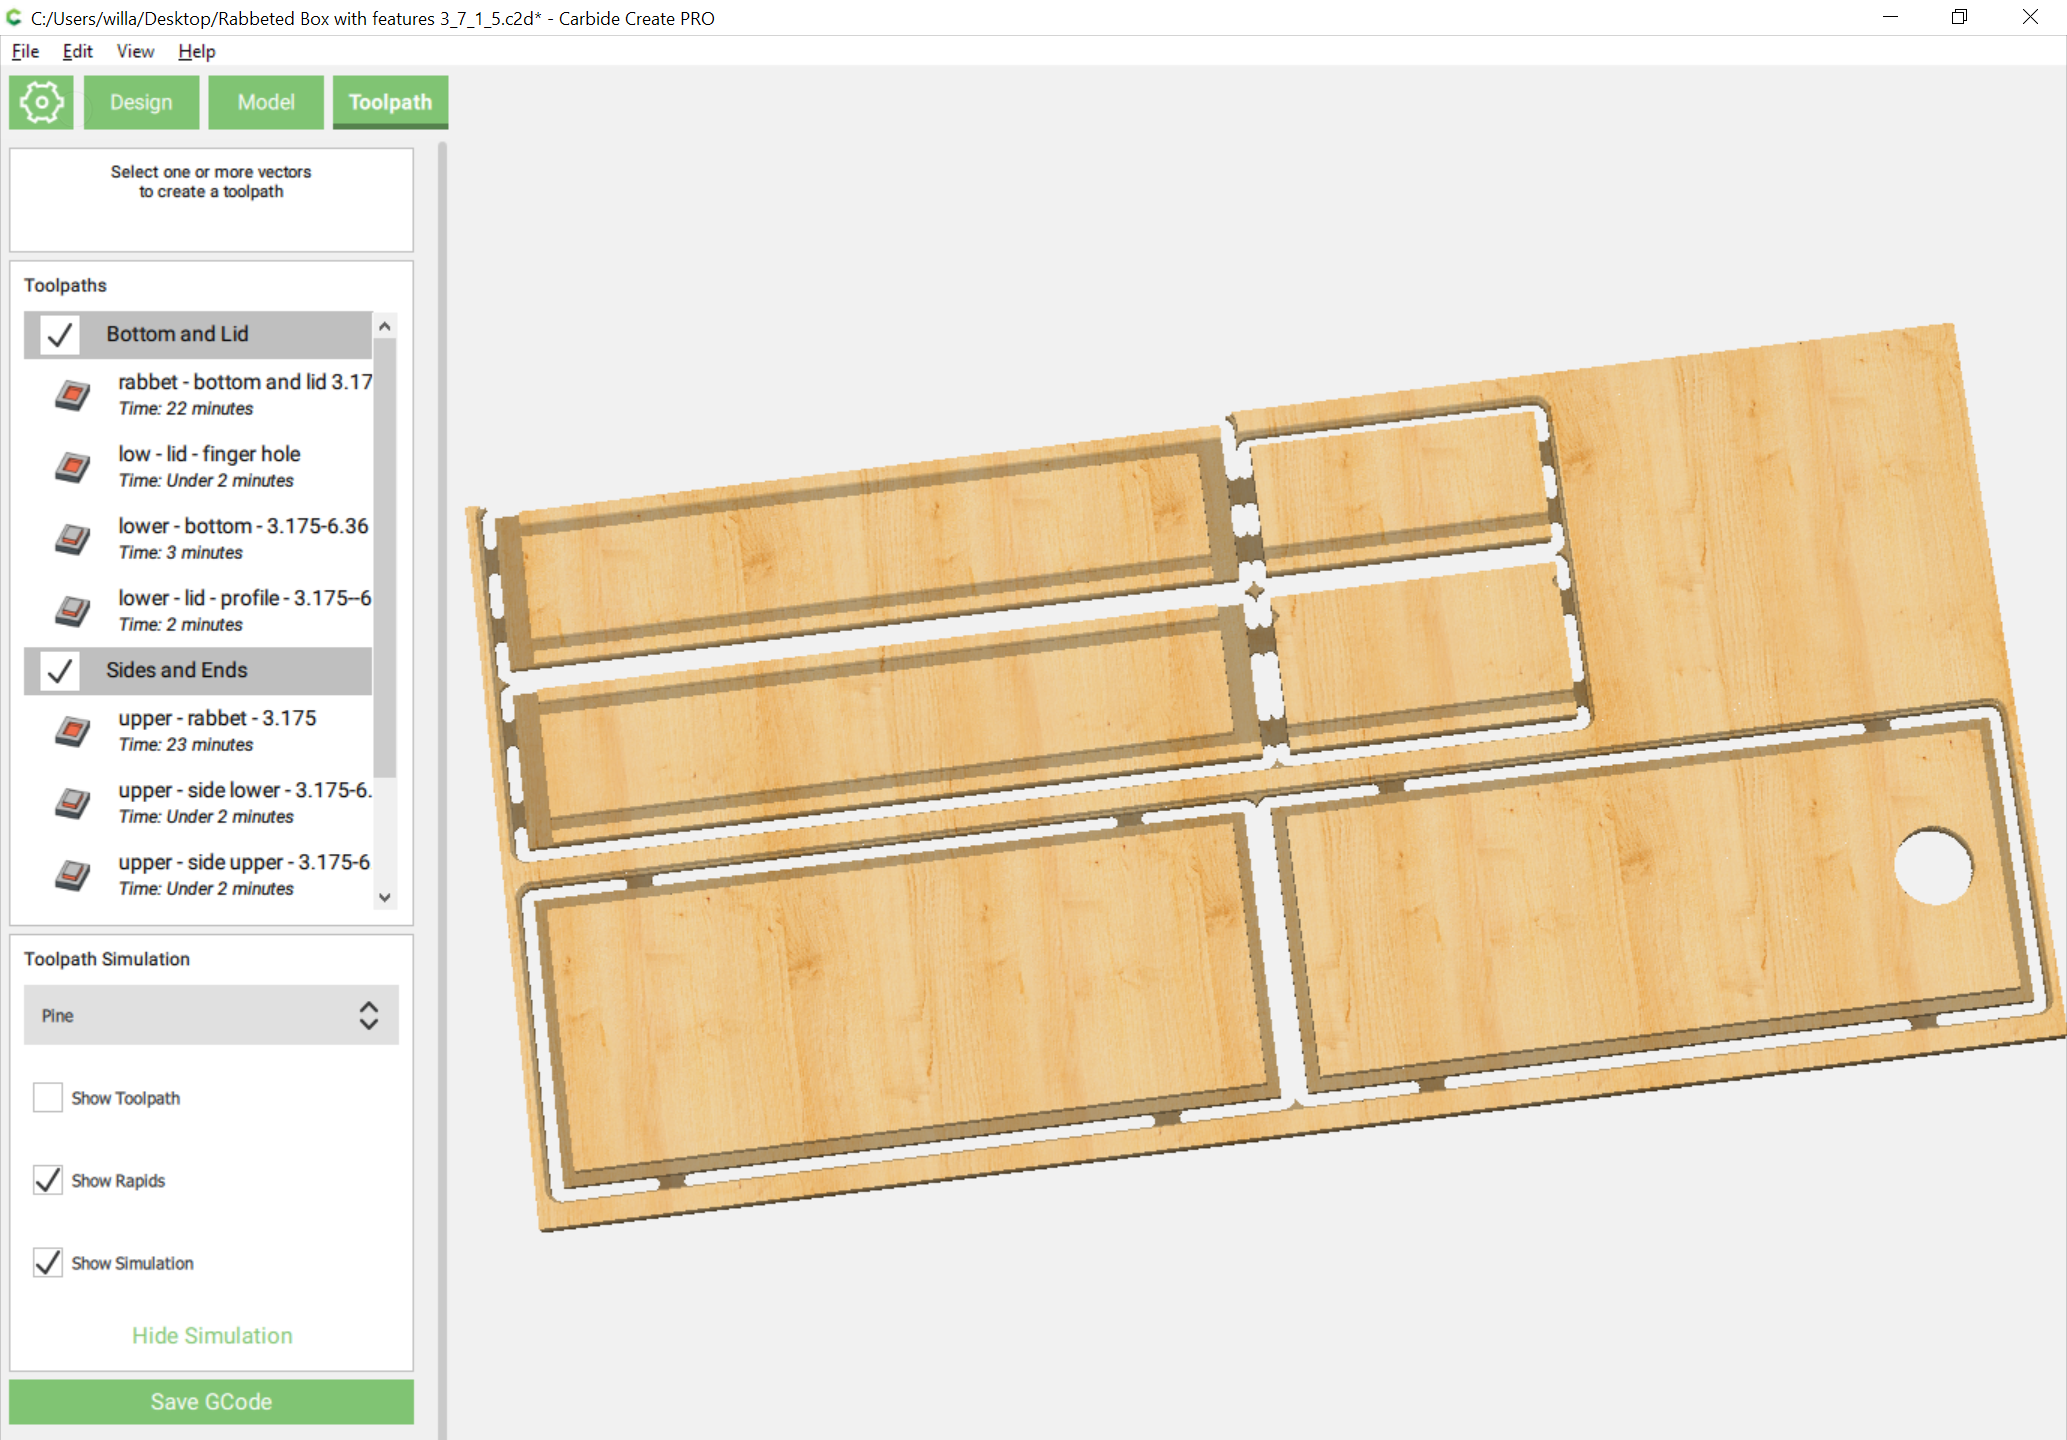 C:/Users/willa/Desktop/Rabbeted Box with features 3_7_1_5.c2d* - Carbide Create PRO
File Edit View Help
Design Model Toolpath
Select one or more vectors
to create a toolpath
Toolpaths
Bottom and Lid
rabbet - bottom and lid 3.17
Time: 22 minutes
low - lid - finger hole
Time: Under 2 minutes
lower - bottom - 3.175-6.36
Time: 3 minutes
lower - lid - profile - 3.175--6
Time: 2 minutes
Sides and Ends
upper - rabbet - 3.175
Time: 23 minutes
upper - side lower - 3.175-6.
Time: Under 2 minutes
upper - side upper - 3.175-6
Time: Under 2 minutes
Toolpath Simulation
Pine
Show Toolpath
Show Rapids
Show Simulation
Hide Simulation
Save GCode